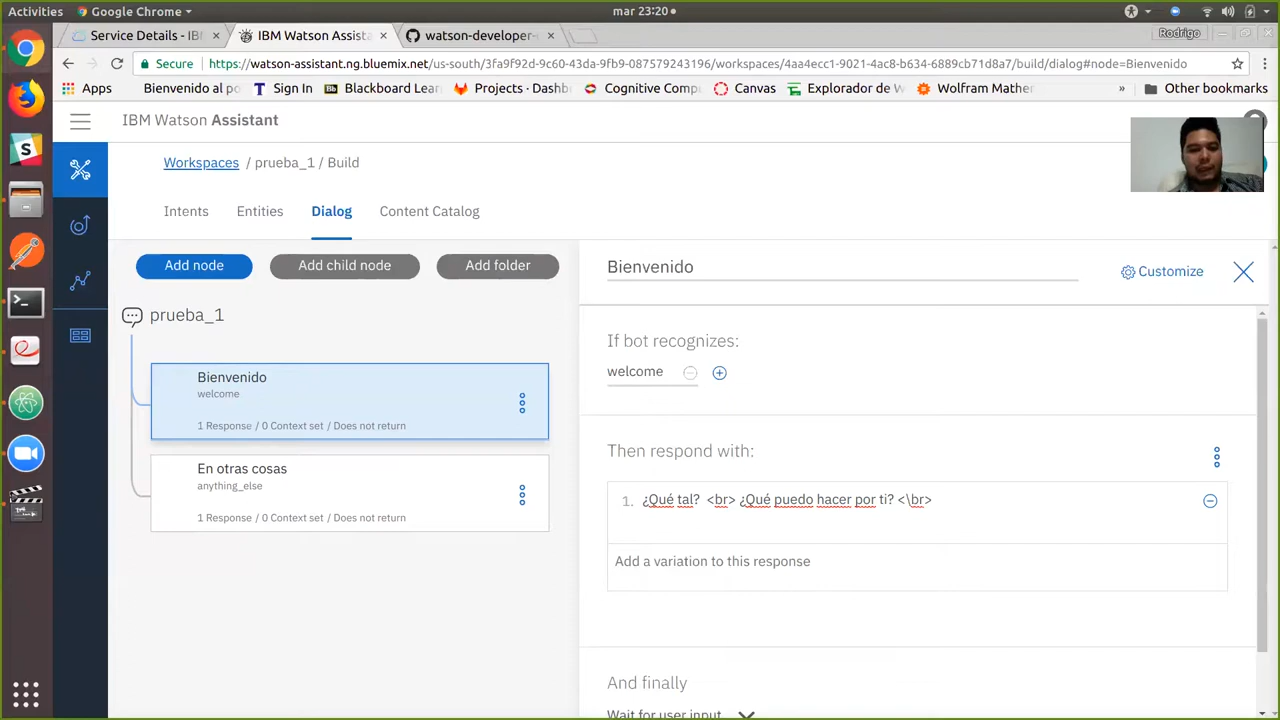 Activities
Google Chrome
mar 23:20
Rodrigo
Service Details - IB
IBM Watson Assista
watson-developer-
Secure
https://watson-assistant.ng.bluemix.net/us-south/3fa9f92d-9c60-43da-9fb9-087579243196/workspaces/4aa4ecc1-9021-4ac8-b634-6889cb71d8a7/build/dialog#node=Bienvenido
Apps
Bienvenido al po
Sign In
Blackboard Lear
Projects · Dashb
Cognitive Comp
Canvas
Explorador de W
Wolfram Mathe
»
Other bookmarks
IBM Watson Assistant
Workspaces / prueba_1 / Build
Intents
Entities
Dialog
Content Catalog
Add node
Add child node
Add folder
prueba_1
Bienvenido
welcome
1 Response / 0 Context set / Does not return
En otras cosas
anything_else
1 Response / 0 Context set / Does not return
Bienvenido
Customize
If bot recognizes:
welcome
Then respond with:
1. ¿Qué tal? <br> ¿Qué puedo hacer por ti? <\br>
Add a variation to this response
And finally
Wait for user input